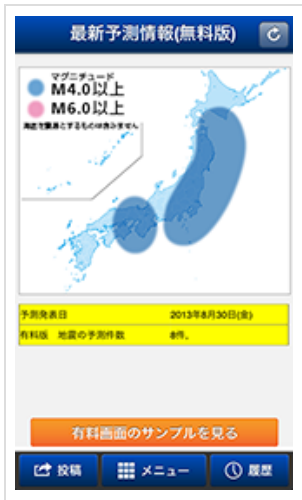 最新予測情報(無料版)
マグニチュード
M4.0以上
M6.0以上
海底を震源とするものは含みません
予測発表日 2013年8月30日(金)
有料版 地震の予測件数 8件。
有料画面のサンプルを見る
投稿 メニュー 履歴